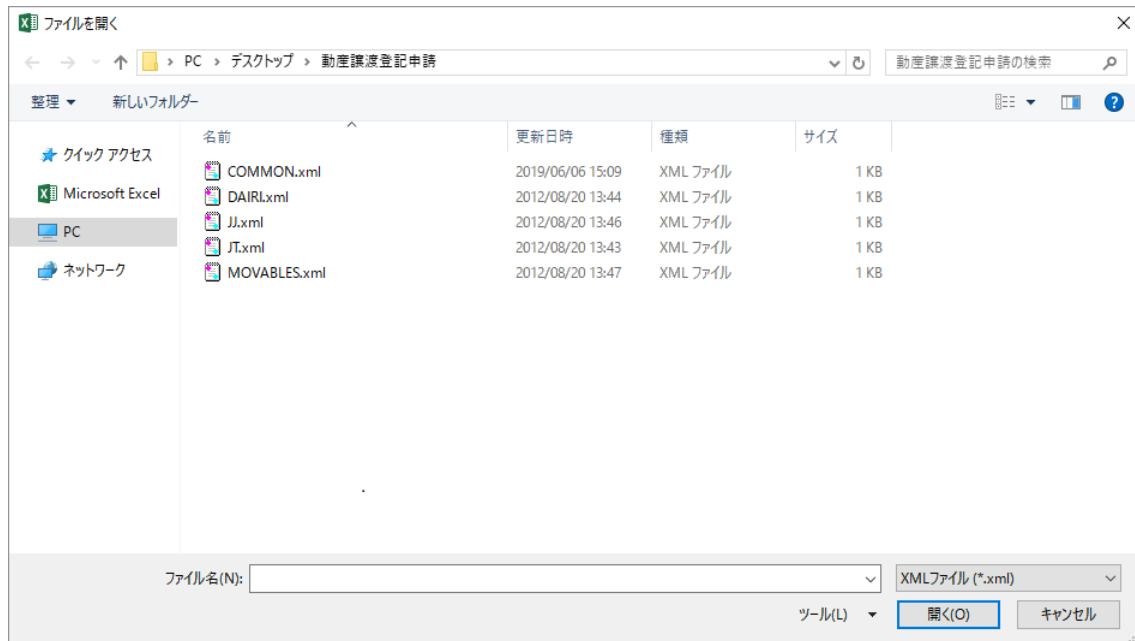 ファイルを開く
PC › デスクトップ › 動産譲渡登記申請
動産譲渡登記申請の検索
整理 新しいフォルダー
クイック アクセス
Microsoft Excel
PC
ネットワーク
名前 更新日時 種類 サイズ
COMMON.xml 2019/06/06 15:09 XML ファイル 1 KB
DAIRI.xml 2012/08/20 13:44 XML ファイル 1 KB
JJ.xml 2012/08/20 13:46 XML ファイル 1 KB
JT.xml 2012/08/20 13:43 XML ファイル 1 KB
MOVABLES.xml 2012/08/20 13:47 XML ファイル 1 KB
ファイル名(N): XMLファイル (*.xml)
ツール(L) 開く(O) キャンセル